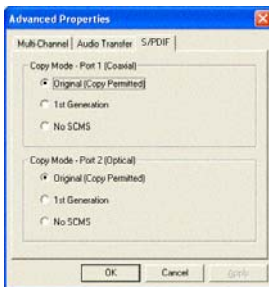 Advanced Properties
Multi-Channel Audio Transfer S/PDIF
Copy Mode - Port 1 (Coaxial)
Original (Copy Permitted)
1st Generation
No SCMS
Copy Mode - Port 2 (Optical)
Original (Copy Permitted)
1st Generation
No SCMS
OK Cancel Apply